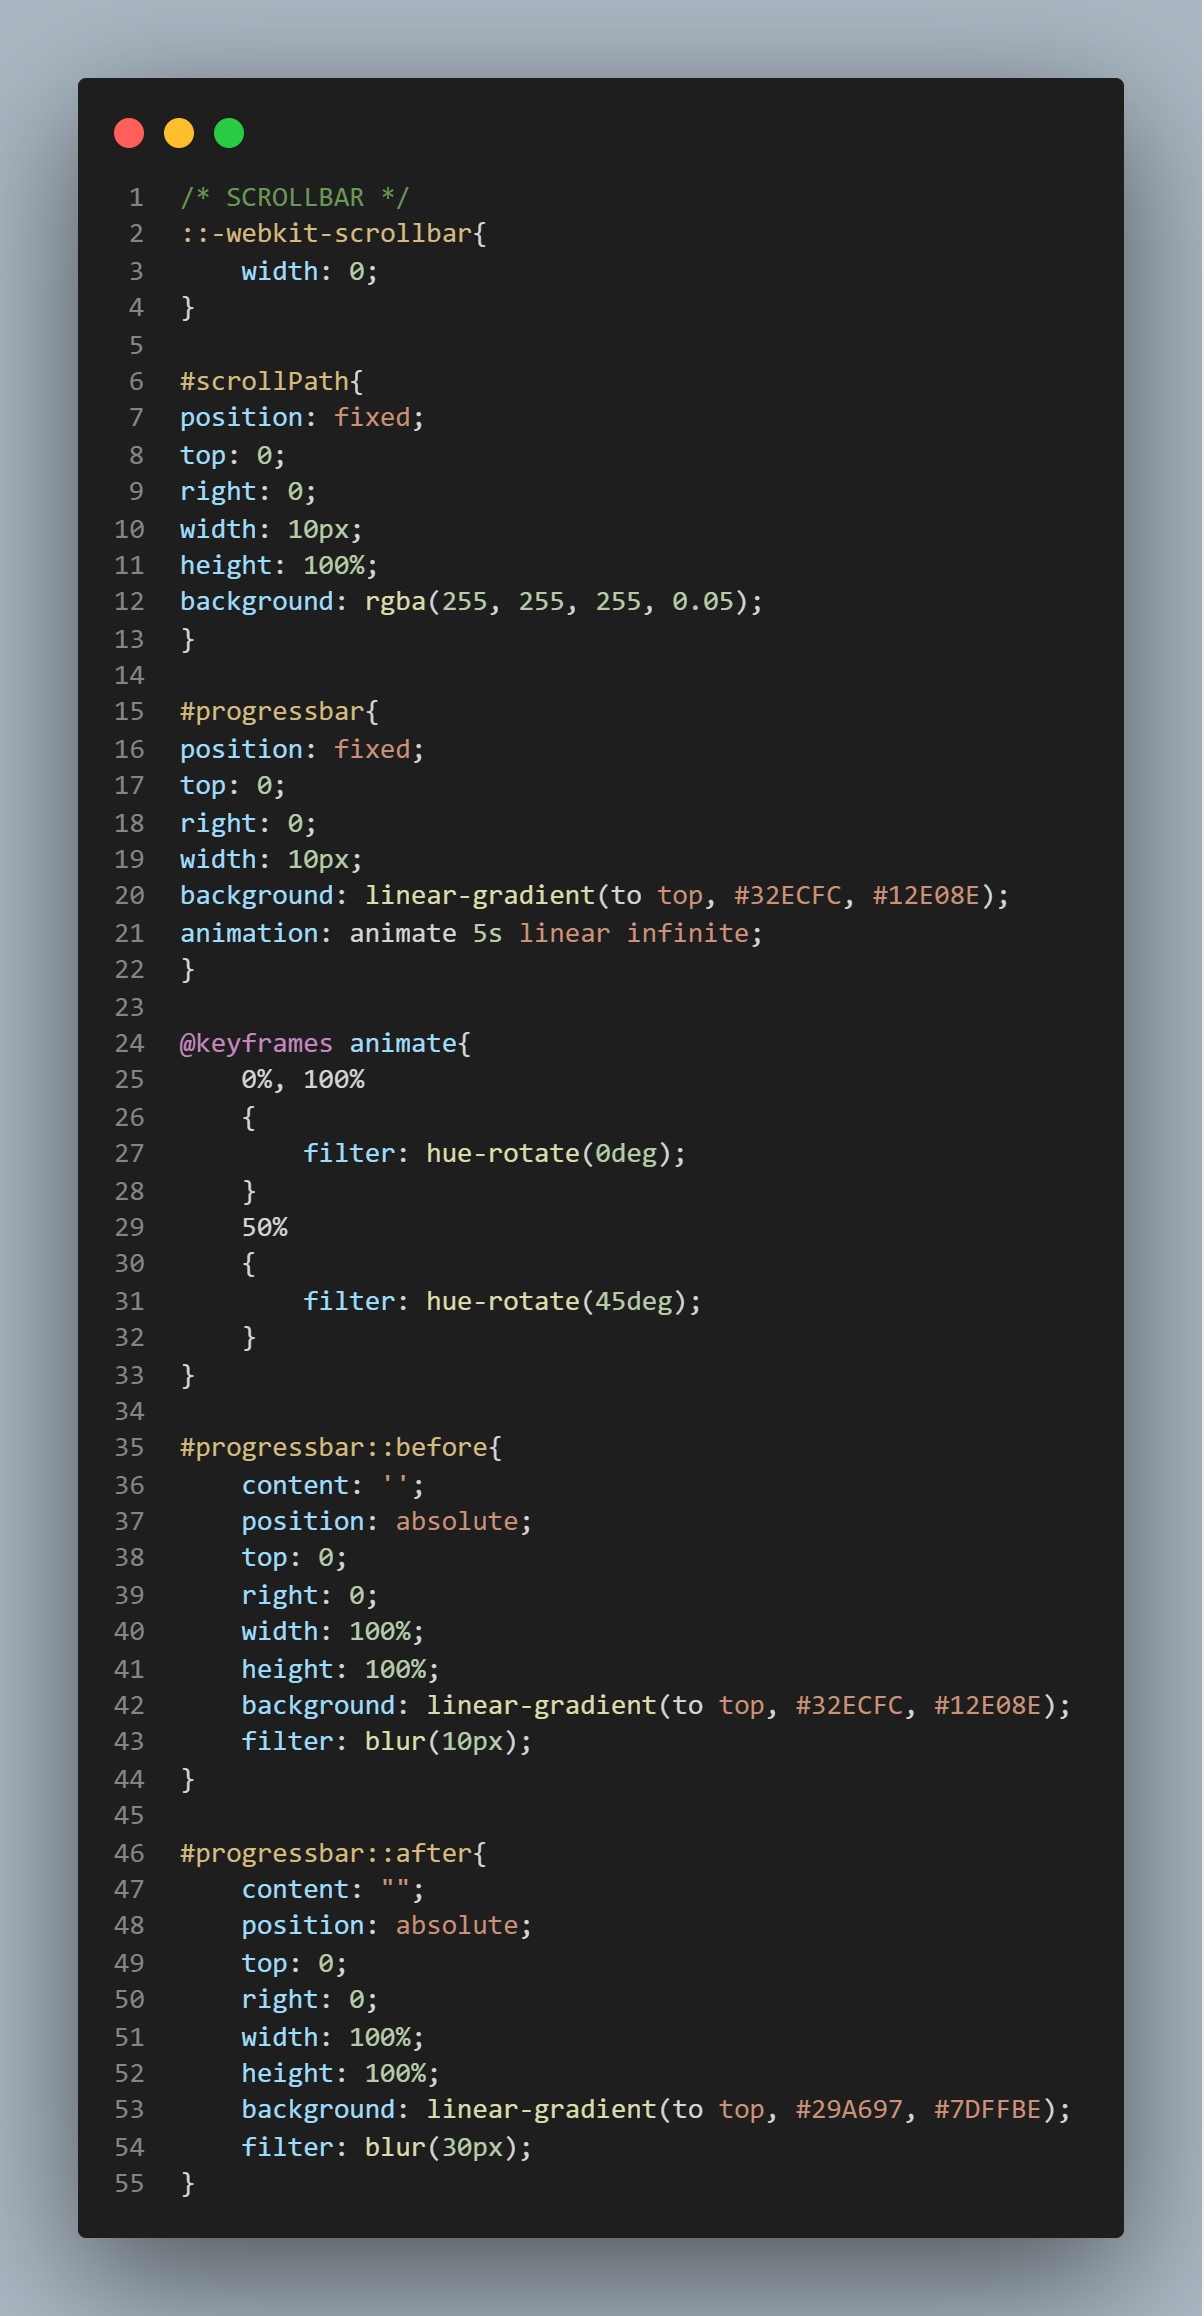 1 /* SCROLLBAR */
2 ::-webkit-scrollbar{
3     width: 0;
4 }
5
6 #scrollPath{
7 position: fixed;
8 top: 0;
9 right: 0;
10 width: 10px;
11 height: 100%;
12 background: rgba(255, 255, 255, 0.05);
13 }
14
15 #progressbar{
16 position: fixed;
17 top: 0;
18 right: 0;
19 width: 10px;
20 background: linear-gradient(to top, #32ECFC, #12E08E);
21 animation: animate 5s linear infinite;
22 }
23
24 @keyframes animate{
25     0%, 100%
26     {
27         filter: hue-rotate(0deg);
28     }
29     50%
30     {
31         filter: hue-rotate(45deg);
32     }
33 }
34
35 #progressbar::before{
36     content: '';
37     position: absolute;
38     top: 0;
39     right: 0;
40     width: 100%;
41     height: 100%;
42     background: linear-gradient(to top, #32ECFC, #12E08E);
43     filter: blur(10px);
44 }
45
46 #progressbar::after{
47     content: "";
48     position: absolute;
49     top: 0;
50     right: 0;
51     width: 100%;
52     height: 100%;
53     background: linear-gradient(to top, #29A697, #7DFFBE);
54     filter: blur(30px);
55 }